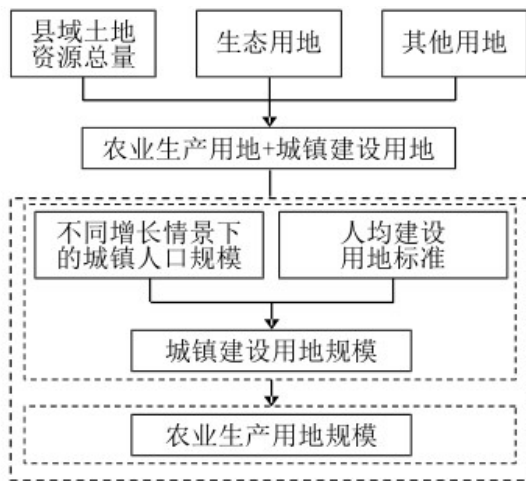 县域土地
资源总量
生态用地
其他用地
农业生产用地+城镇建设用地
不同增长情景下
的城镇人口规模
人均建设
用地标准
城镇建设用地规模
农业生产用地规模